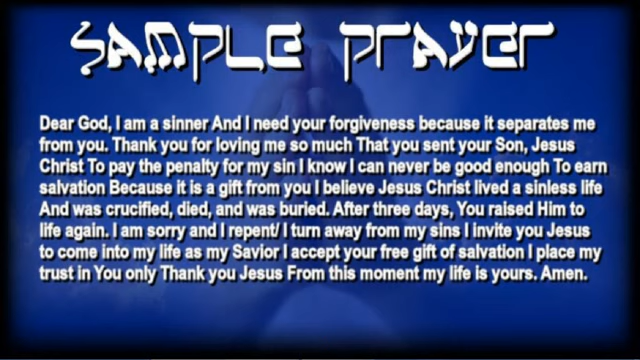 SAMPLE PRAYER
Dear God, I am a sinner And I need your forgiveness because it separates me
from you. Thank you for loving me so much That you sent your Son, Jesus
Christ To pay the penalty for my sin I know I can never be good enough To earn
salvation Because it is a gift from you I believe Jesus Christ lived a sinless life
And was crucified, died, and was buried. After three days, You raised Him to
life again. I am sorry and I repent/ I turn away from my sins I invite you Jesus
to come into my life as my Savior I accept your free gift of salvation I place my
trust in You only Thank you Jesus From this moment my life is yours. Amen.